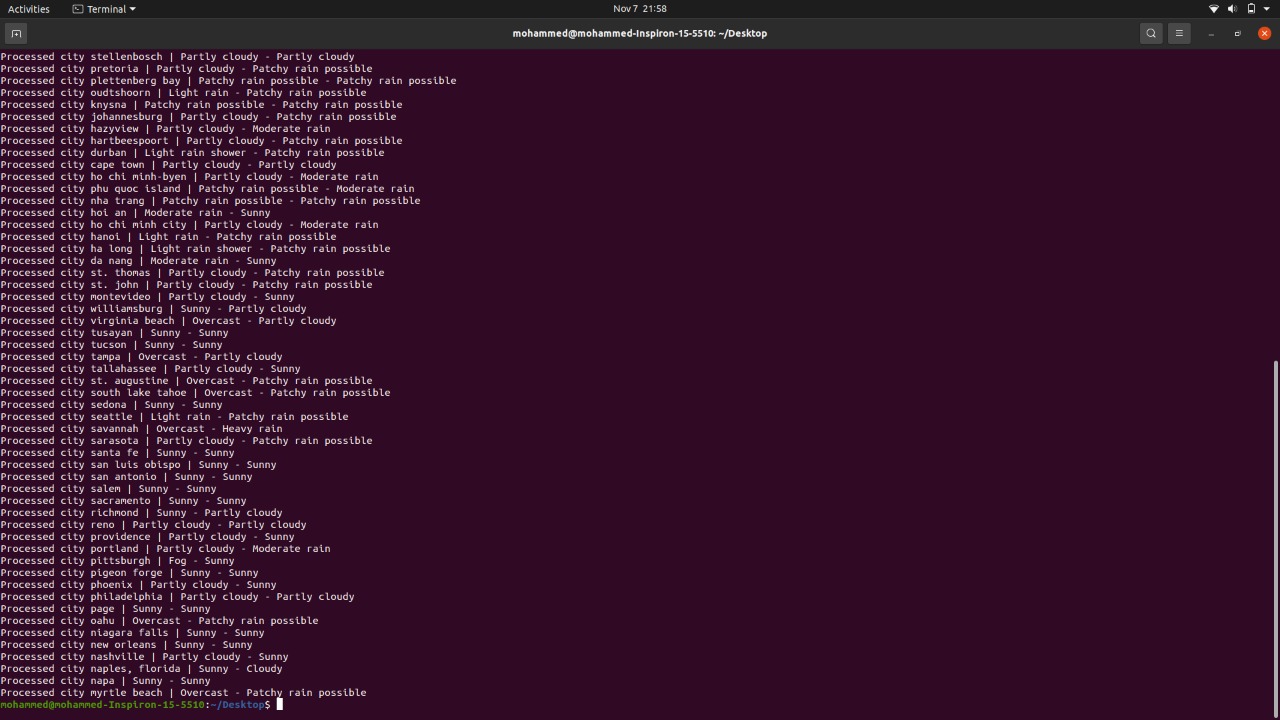 Activities
Terminal
Nov 7 21:58
mohammed@mohammed-Inspiron-15-5510: ~/Desktop
Processed city stellenbosch | Partly cloudy - Partly cloudy
Processed city pretoria | Partly cloudy - Patchy rain possible
Processed city plettenberg bay | Patchy rain possible - Patchy rain possible
Processed city oudtshoorn | Light rain - Patchy rain possible
Processed city knysna | Patchy rain possible - Patchy rain possible
Processed city johannesburg | Partly cloudy - Patchy rain possible
Processed city hazyview | Partly cloudy - Moderate rain
Processed city hartbeespoort | Partly cloudy - Patchy rain possible
Processed city durban | Light rain shower - Patchy rain possible
Processed city cape town | Partly cloudy - Partly cloudy
Processed city ho chi minh-byen | Partly cloudy - Moderate rain
Processed city phu quoc island | Patchy rain possible - Moderate rain
Processed city nha trang | Patchy rain possible - Patchy rain possible
Processed city hoi an | Moderate rain - Sunny
Processed city ho chi minh city | Partly cloudy - Moderate rain
Processed city hanoi | Light rain - Patchy rain possible
Processed city ha long | Light rain shower - Patchy rain possible
Processed city da nang | Moderate rain - Sunny
Processed city st. thomas | Partly cloudy - Patchy rain possible
Processed city st. john | Partly cloudy - Patchy rain possible
Processed city montevideo | Partly cloudy - Sunny
Processed city williamsburg | Sunny - Partly cloudy
Processed city virginia beach | Overcast - Partly cloudy
Processed city tusayan | Sunny - Sunny
Processed city tucson | Sunny - Sunny
Processed city tampa | Overcast - Partly cloudy
Processed city tallahassee | Partly cloudy - Sunny
Processed city st. augustine | Overcast - Patchy rain possible
Processed city south lake tahoe | Overcast - Patchy rain possible
Processed city sedona | Sunny - Sunny
Processed city seattle | Light rain - Patchy rain possible
Processed city savannah | Overcast - Heavy rain
Processed city sarasota | Partly cloudy - Patchy rain possible
Processed city santa fe | Sunny - Sunny
Processed city san luis obispo | Sunny - Sunny
Processed city san antonio | Sunny - Sunny
Processed city salem | Sunny - Sunny
Processed city sacramento | Sunny - Sunny
Processed city richmond | Sunny - Partly cloudy
Processed city reno | Partly cloudy - Partly cloudy
Processed city providence | Partly cloudy - Sunny
Processed city portland | Partly cloudy - Moderate rain
Processed city pittsburgh | Fog - Sunny
Processed city pigeon forge | Sunny - Sunny
Processed city phoenix | Partly cloudy - Sunny
Processed city philadelphia | Partly cloudy - Partly cloudy
Processed city page | Sunny - Sunny
Processed city oahu | Overcast - Patchy rain possible
Processed city niagara falls | Sunny - Sunny
Processed city new orleans | Sunny - Sunny
Processed city nashville | Partly cloudy - Sunny
Processed city naples, florida | Sunny - Cloudy
Processed city napa | Sunny - Sunny
Processed city myrtle beach | Overcast - Patchy rain possible
mohammed@mohammed-Inspiron-15-5510:~/Desktop$